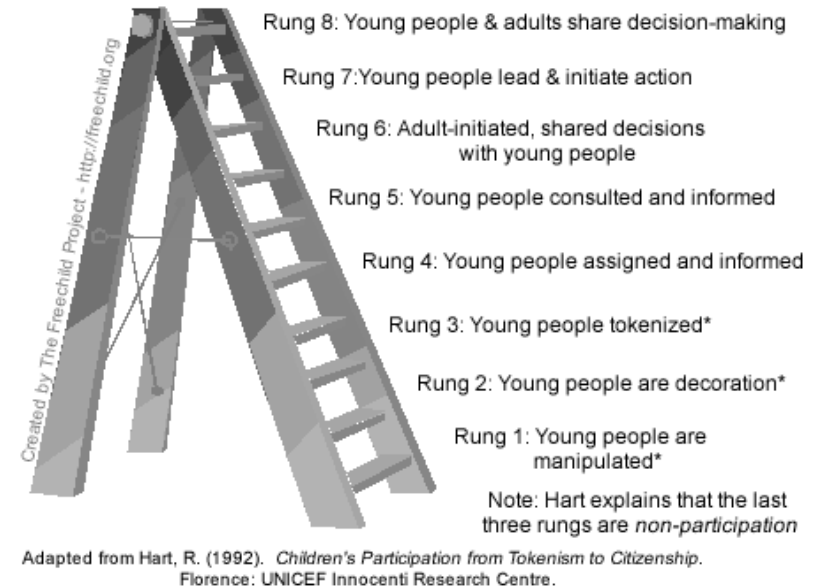 Rung 8: Young people & adults share decision-making
Rung 7:Young people lead & initiate action
Rung 6: Adult-initiated, shared decisions
with young people
Rung 5: Young people consulted and informed
Rung 4: Young people assigned and informed
Rung 3: Young people tokenized*
Rung 2: Young people are decoration*
Rung 1: Young people are
manipulated*
Note: Hart explains that the last
three rungs are non-participation
Created by The Freechild Project - http://freechild.org
Adapted from Hart, R. (1992). Children's Participation from Tokenism to Citizenship.
Florence: UNICEF Innocenti Research Centre.